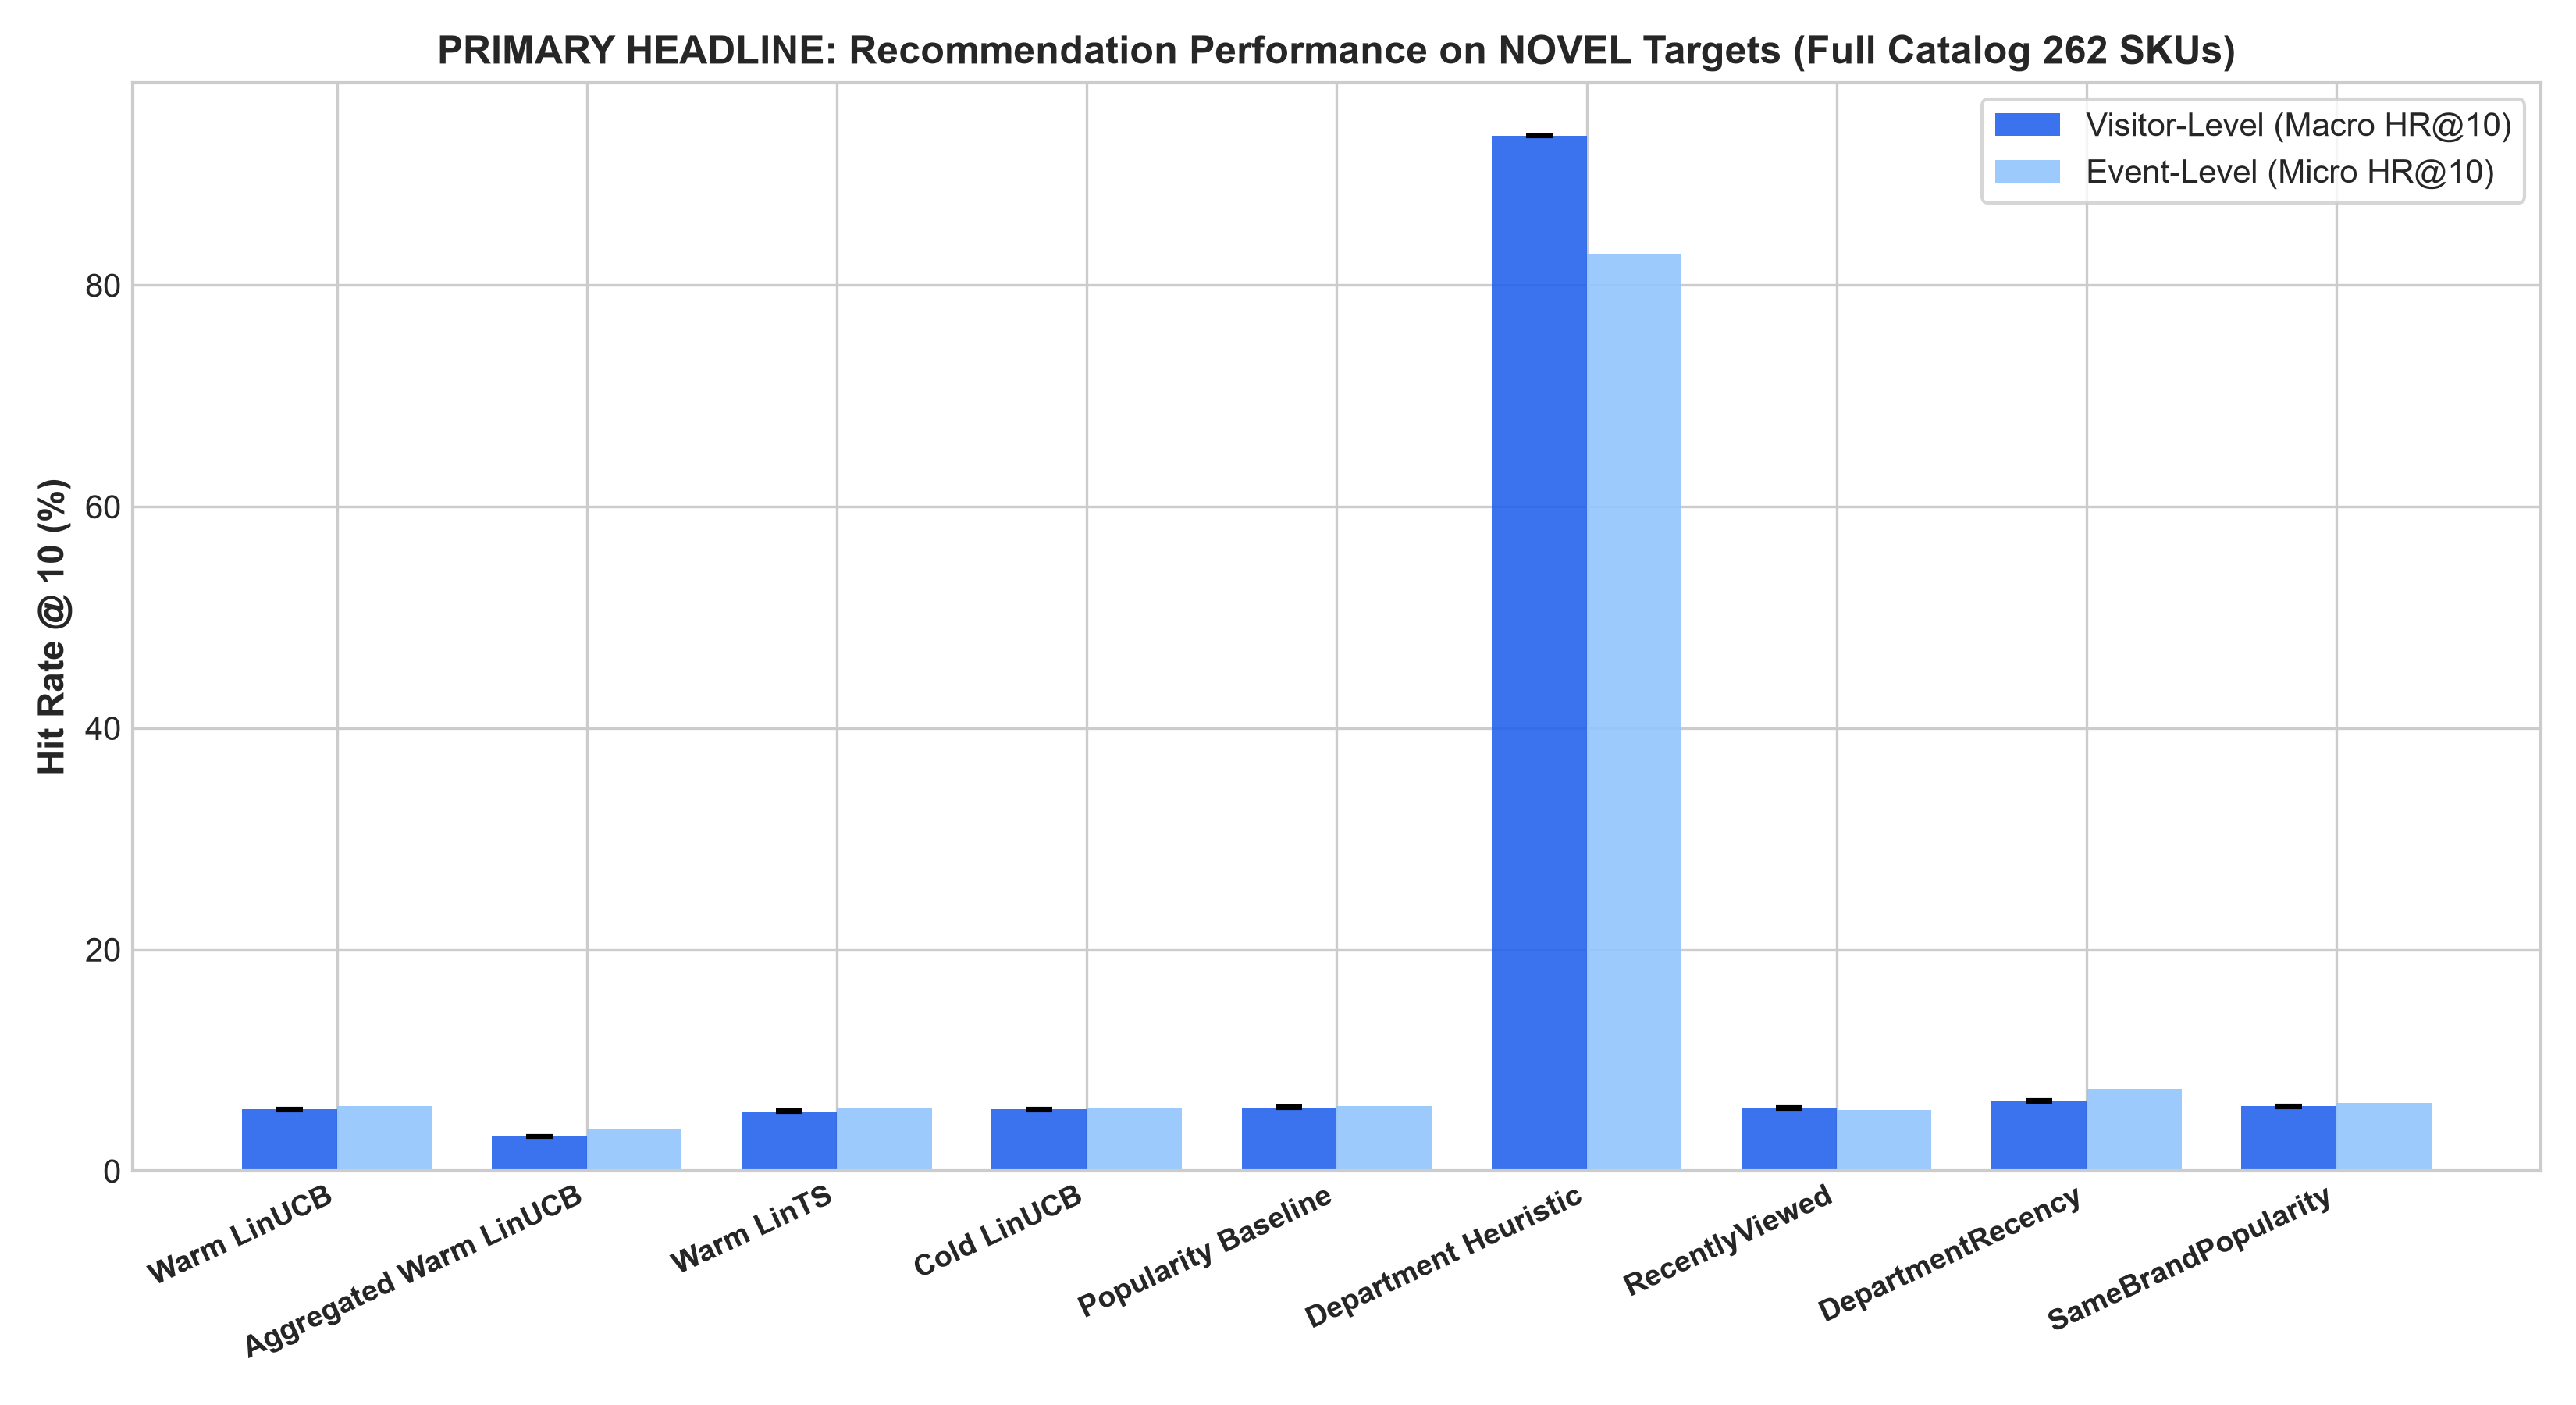 PRIMARY HEADLINE: Recommendation Performance on NOVEL Targets (Full Catalog 262 SKUs)
Visitor-Level (Macro HR@10)
Event-Level (Micro HR@10)
Hit Rate @ 10 (%)
80
60
40
20
0
Warm LinUCB
Aggregated Warm LinUCB
Warm LinTS
Cold LinUCB
Popularity Baseline
Department Heuristic
RecentlyViewed
DepartmentRecency
SameBrandPopularity